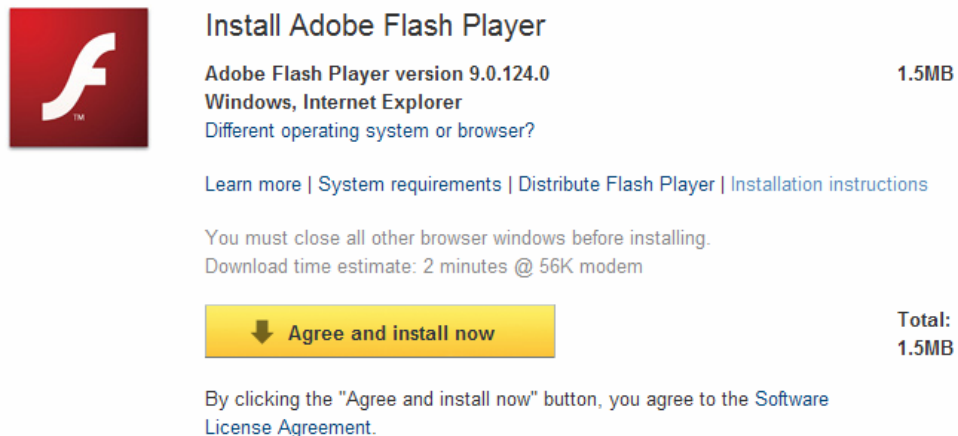 Install Adobe Flash Player
Adobe Flash Player version 9.0.124.0 1.5MB
Windows, Internet Explorer
Different operating system or browser?
Learn more | System requirements | Distribute Flash Player | Installation instructions
You must close all other browser windows before installing.
Download time estimate: 2 minutes @ 56K modem
Agree and install now
Total:
1.5MB
By clicking the "Agree and install now" button, you agree to the Software
License Agreement.
TM